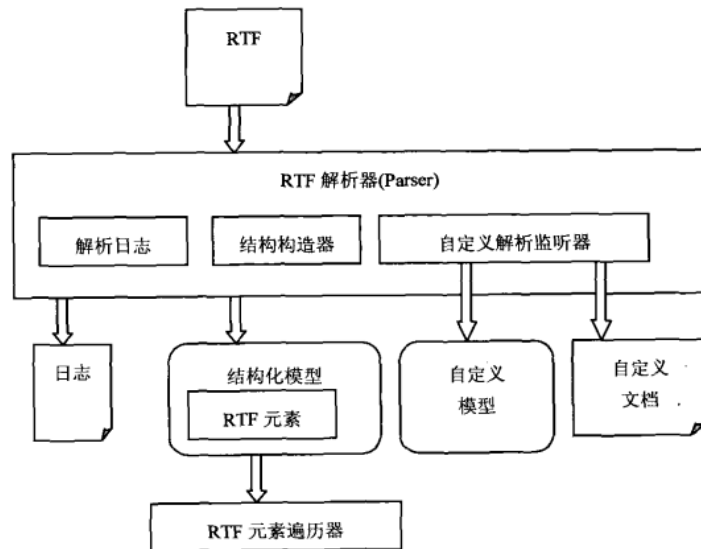 RTF
RTF 解析器(Parser)
解析日志
结构构造器
自定义解析监听器
日志
结构化模型
RTF 元素
自定义
模型
自定义
文档
RTF 元素遍历器